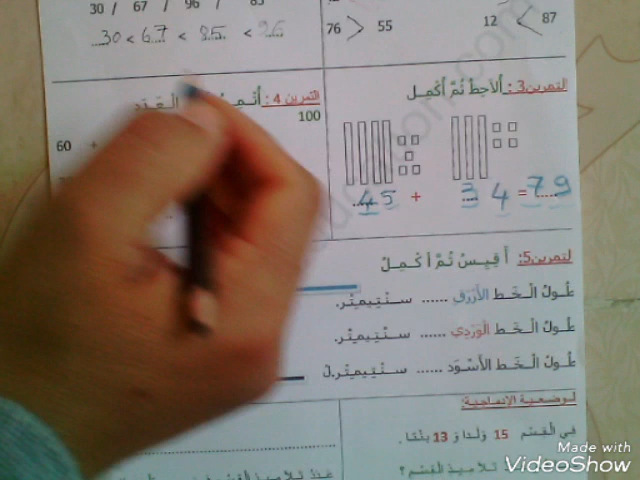 30 / 67 / 96 / 85
30 < 67 < 85 < 96
76 > 55
12 < 87
التمرين 3: ألاحظ ثم أكمل
45 + 34 = 79
التمرين 4:
100
60 +
التمرين 5: أقيس ثم أكمل
طول الخط الأزرق ...... سنتيمتر.
طول الخط الوردي ...... سنتيمتر.
طول الخط الأسود ...... سنتيمتر.
الوضعية الإدماجية:
في القسم 15 ولدا و 13 بنتا.
تلاميذ القسم ؟
Made with
VideoShow